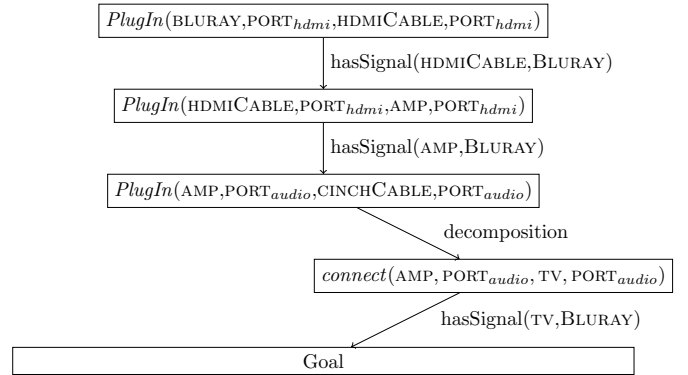 PlugIn(BLURAY,PORThdmi,HDMICABLE,PORThdmi)
hasSignal(HDMICABLE,BLURAY)
PlugIn(HDMICABLE,PORThdmi,AMP,PORThdmi)
hasSignal(AMP,BLURAY)
PlugIn(AMP,PORTaudio,CINCHCABLE,PORTaudio)
decomposition
connect(AMP, PORTaudio, TV, PORTaudio)
hasSignal(TV,BLURAY)
Goal